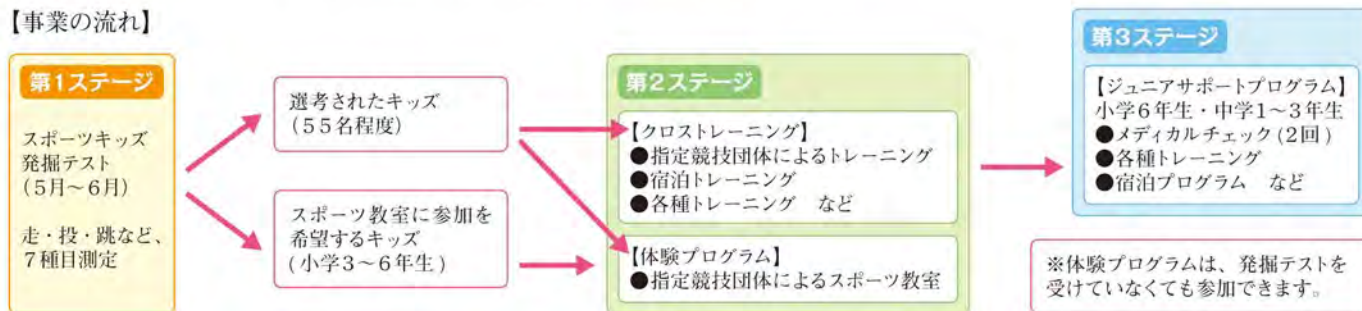 【事業の流れ】
第1ステージ
スポーツキッズ
発掘テスト
(5月〜6月)
走・投・跳など、
7種目測定
選考されたキッズ
(55名程度)
スポーツ教室に参加を
希望するキッズ
(小学3〜6年生)
第2ステージ
【クロストレーニング】
●指定競技団体によるトレーニング
●宿泊トレーニング
●各種トレーニング　など
【体験プログラム】
●指定競技団体によるスポーツ教室
第3ステージ
【ジュニアサポートプログラム】
小学6年生・中学1〜3年生
●メディカルチェック(2回)
●各種トレーニング
●宿泊プログラム　など
※体験プログラムは、発掘テストを
受けていなくても参加できます。